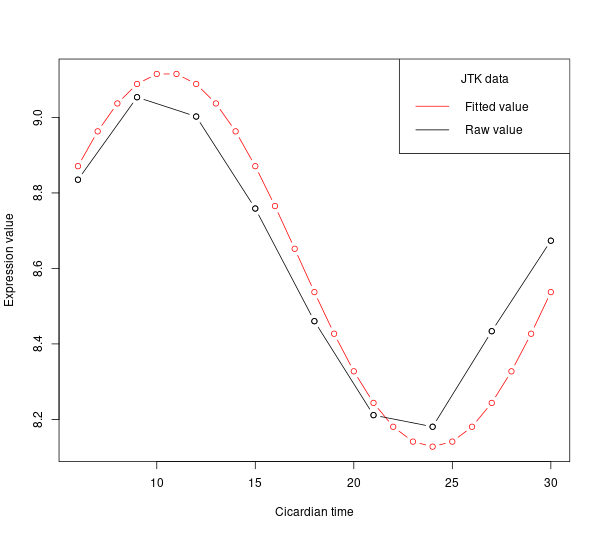 JTK data
Fitted value
Raw value
Expression value
9.0
8.8
8.6
8.4
8.2
10 15 20 25 30
Cicardian time